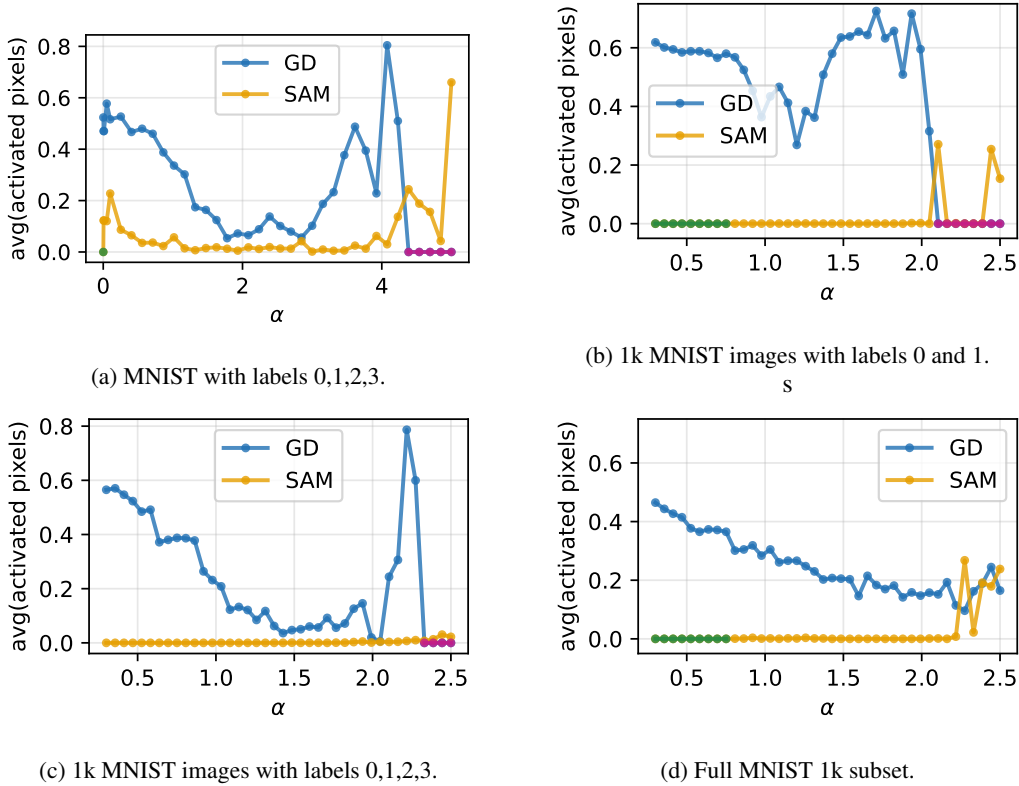 avg(activated pixels)
0.8
0.6
0.4
0.2
0.0
GD
SAM
0 2 4
α
(a) MNIST with labels 0,1,2,3.
avg(activated pixels)
0.6
0.4
0.2
0.0
GD
SAM
0.5 1.0 1.5 2.0 2.5
α
(b) 1k MNIST images with labels 0 and 1.
s
avg(activated pixels)
0.8
0.6
0.4
0.2
0.0
GD
SAM
0.5 1.0 1.5 2.0 2.5
α
(c) 1k MNIST images with labels 0,1,2,3.
avg(activated pixels)
0.6
0.4
0.2
0.0
GD
SAM
0.5 1.0 1.5 2.0 2.5
α
(d) Full MNIST 1k subset.